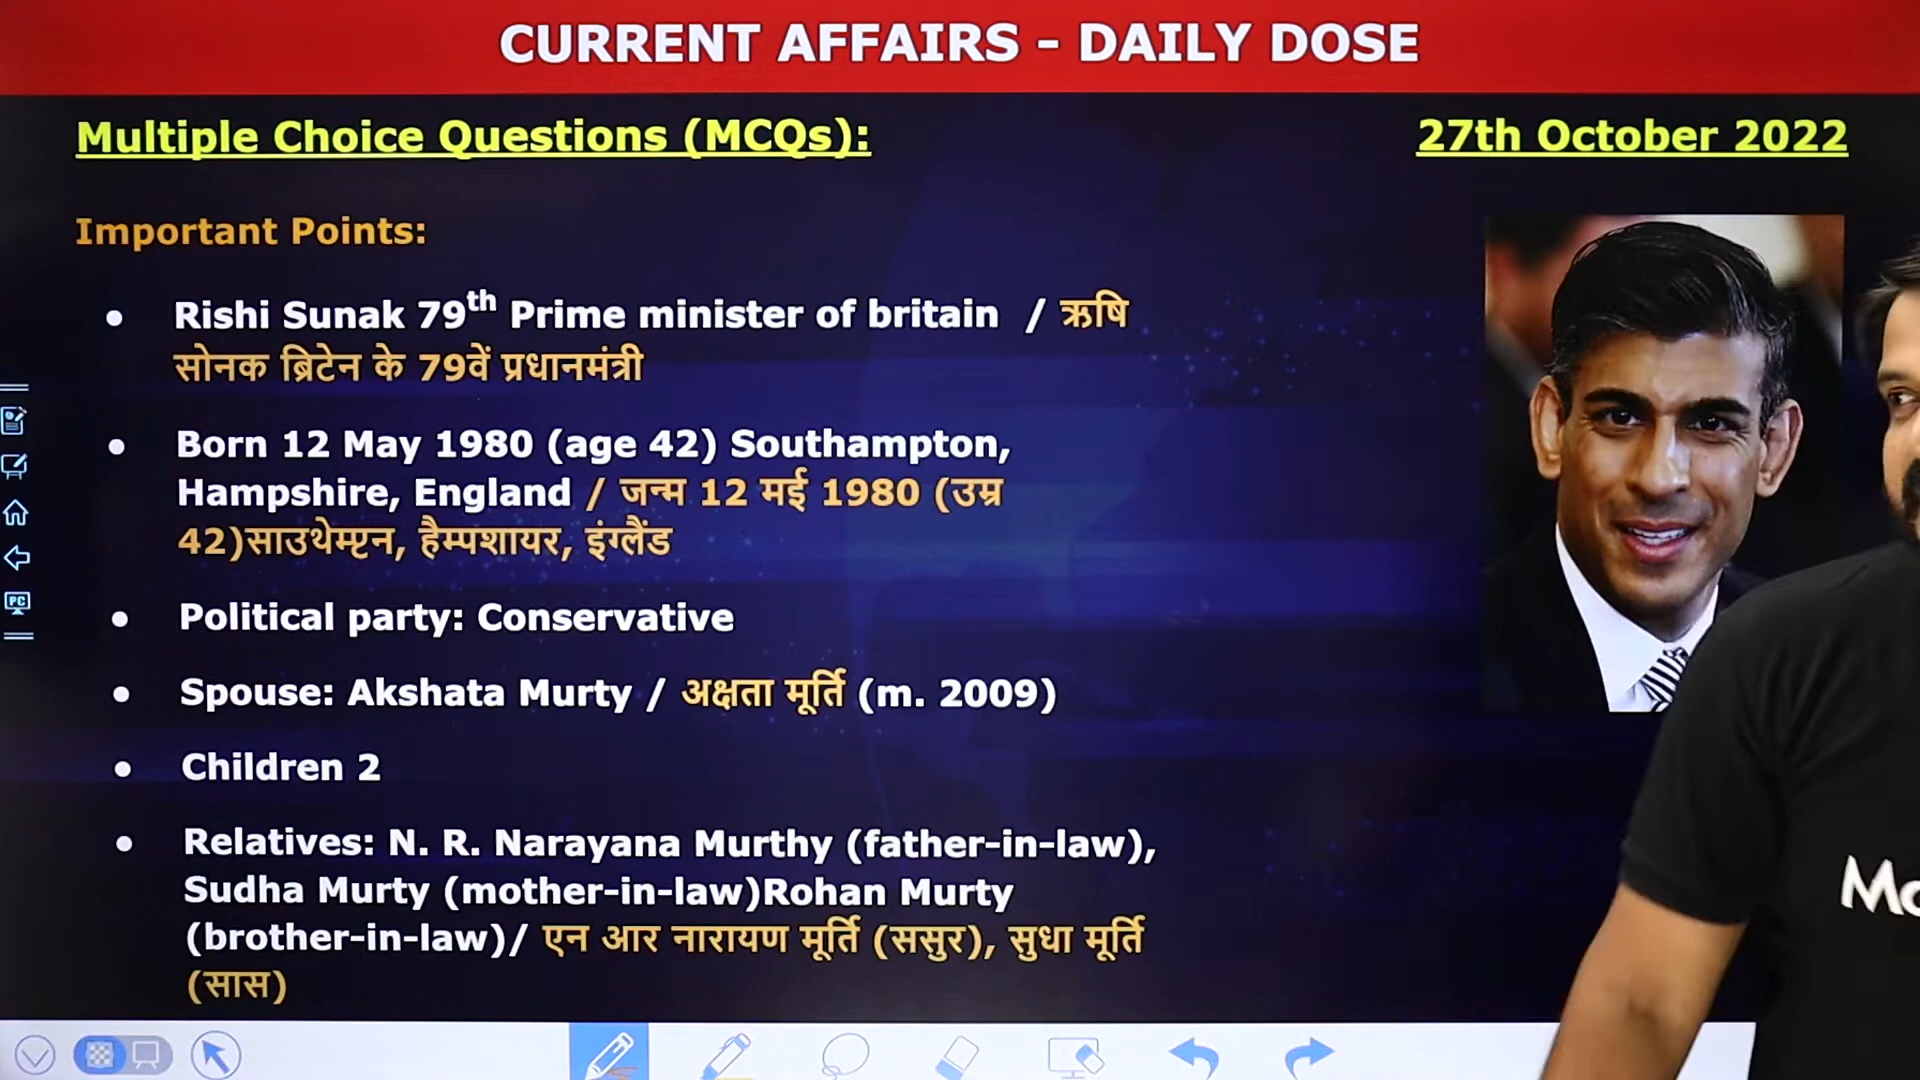 CURRENT AFFAIRS - DAILY DOSE
Multiple Choice Questions (MCQs):
27th October 2022
Important Points:
• Rishi Sunak 79th Prime minister of britain / ऋषि
सोनक ब्रिटेन के 79वें प्रधानमंत्री
• Born 12 May 1980 (age 42) Southampton,
Hampshire, England / जन्म 12 मई 1980 (उम्र
42)साउथेम्प्टन, हैम्पशायर, इंग्लैंड
• Political party: Conservative
• Spouse: Akshata Murty / अक्षता मूर्ति (m. 2009)
• Children 2
• Relatives: N. R. Narayana Murthy (father-in-law),
Sudha Murty (mother-in-law)Rohan Murty
(brother-in-law)/ एन आर नारायण मूर्ति (ससुर), सुधा मूर्ति
(सास)
PC